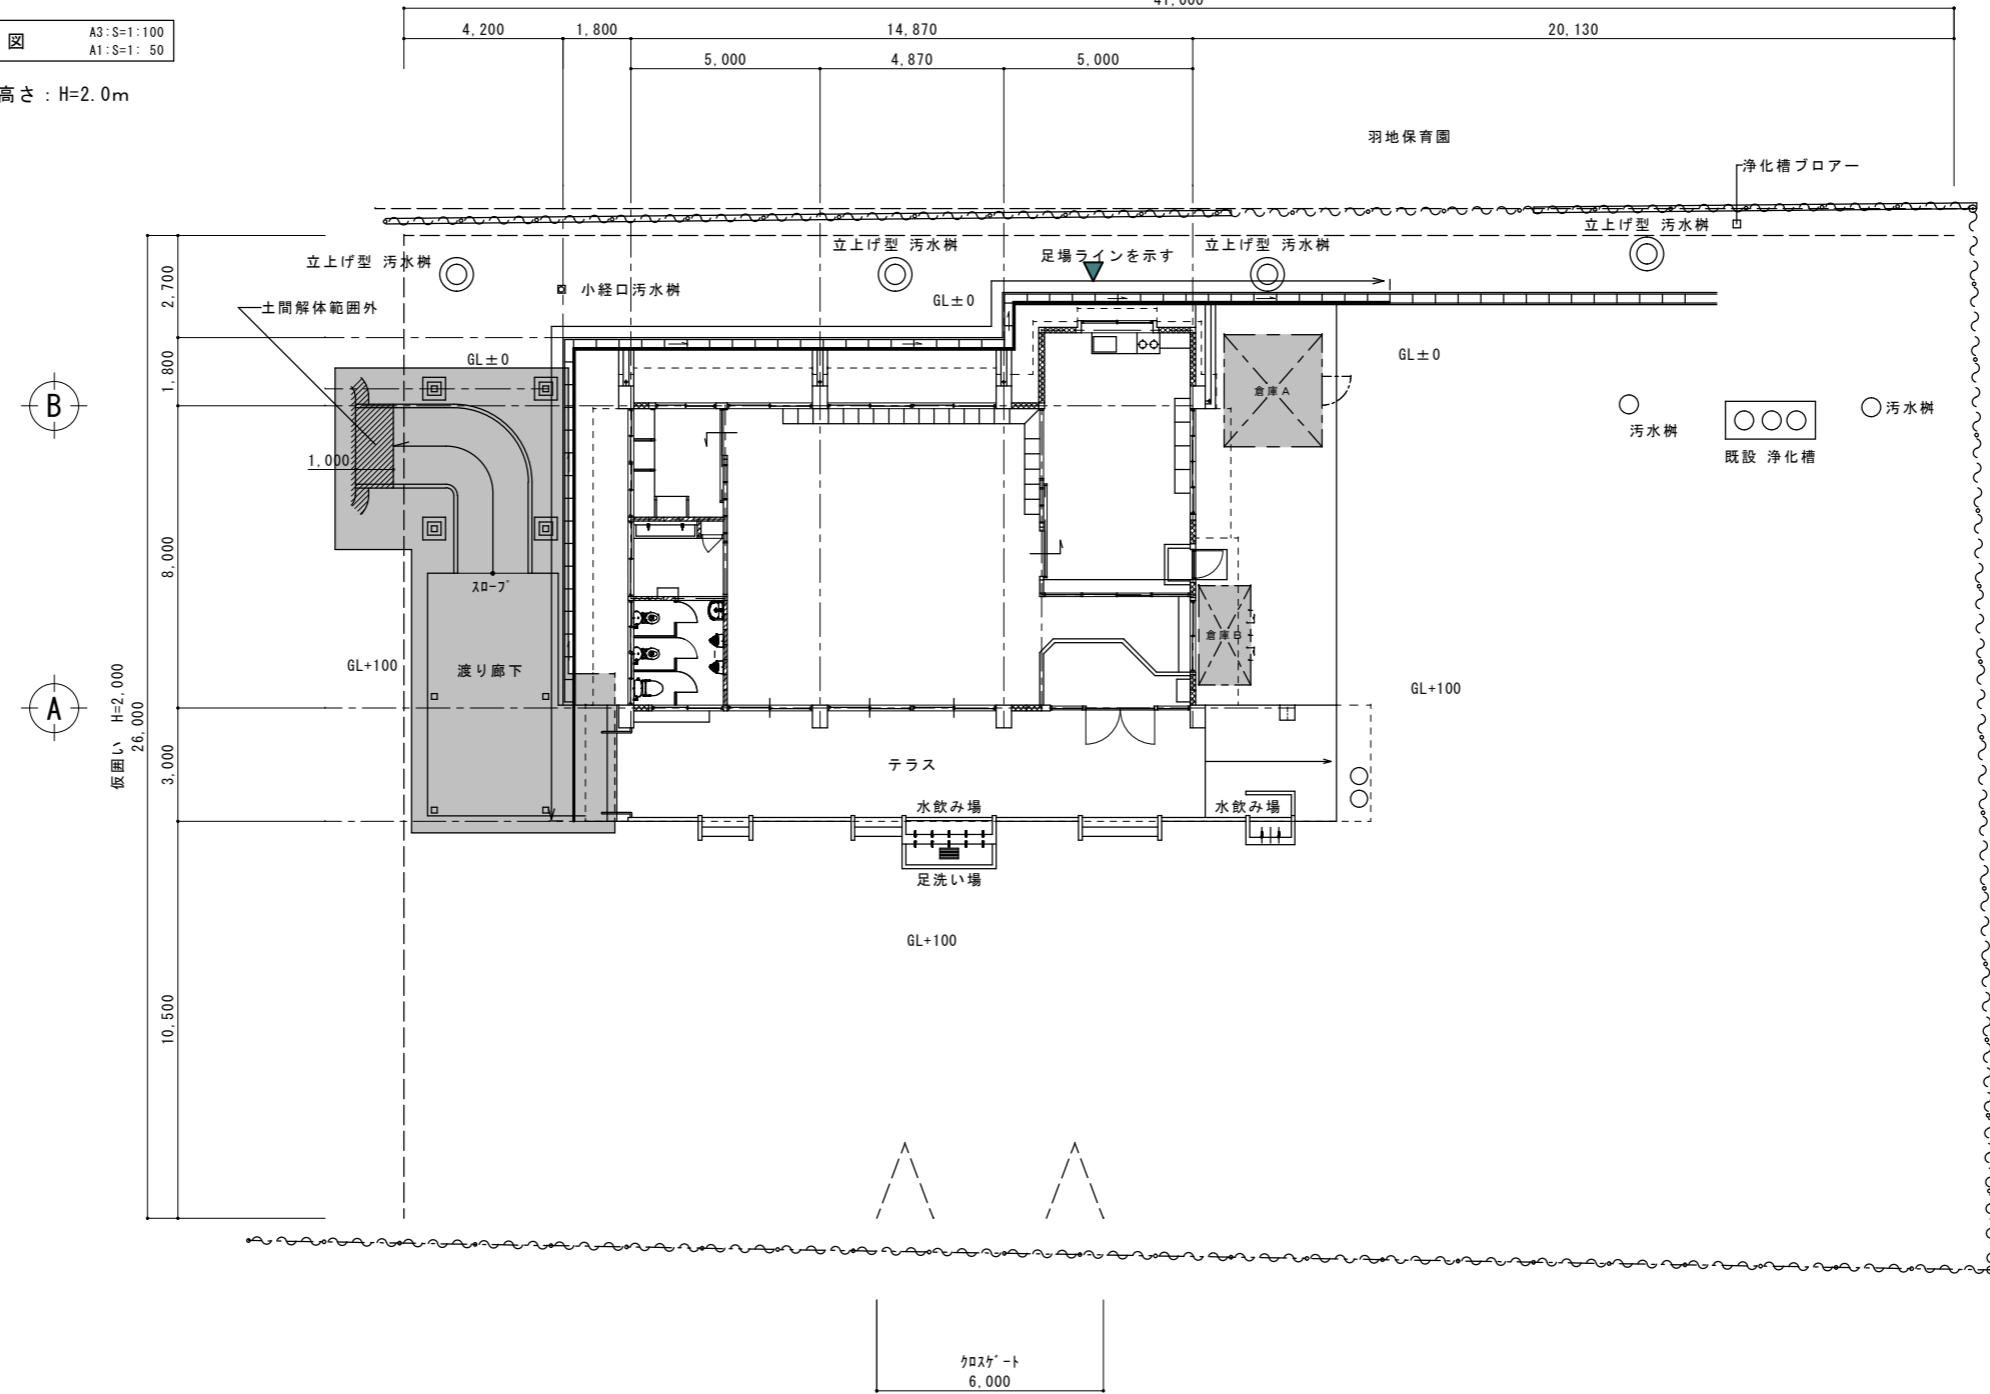 41,000
図
A3:S=1:100
A1:S=1: 50
4,200
1,800
14,870
20,130
5,000
4,870
5,000
高さ：H=2.0m
羽地保育園
浄化槽ブロアー
立上げ型 汚水桝
立上げ型 汚水桝
立上げ型 汚水桝
立上げ型 汚水桝
足場ラインを示す
小経口汚水桝
土間解体範囲外
GL±0
GL±0
GL±0
2,700
1,800
8,000
3,000
10,500
仮囲い H=2,000
26,000
B
A
1,000
倉庫A
汚水桝
汚水桝
既設 浄化槽
ｽﾛｰﾌﾟ
渡り廊下
倉庫B
GL+100
GL+100
テラス
水飲み場
水飲み場
足洗い場
GL+100
ｸﾛｽｹﾞｰﾄ
6,000